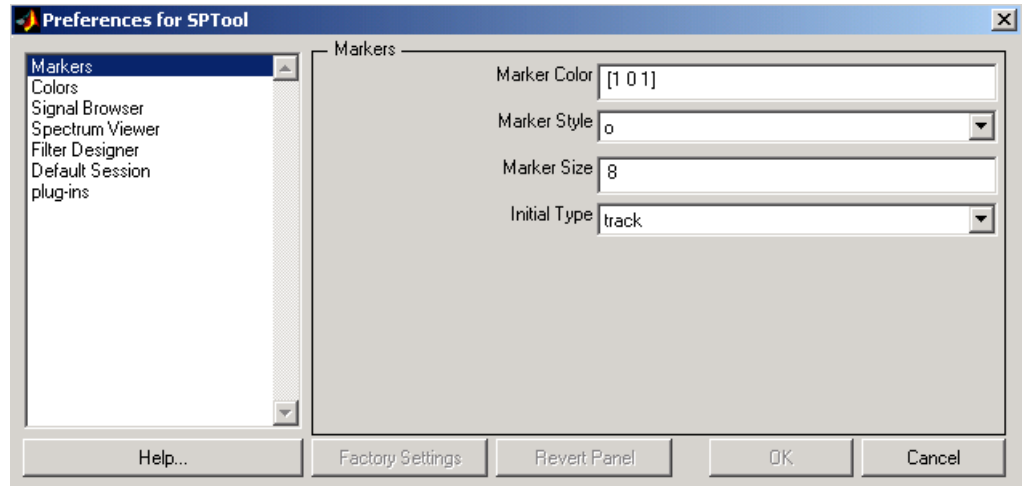 Preferences for SPTool
Markers
Colors
Signal Browser
Spectrum Viewer
Filter Designer
Default Session
plug-ins
Markers
Marker Color [1 0 1]
Marker Style o
Marker Size 8
Initial Type track
Help... Factory Settings Revert Panel OK Cancel